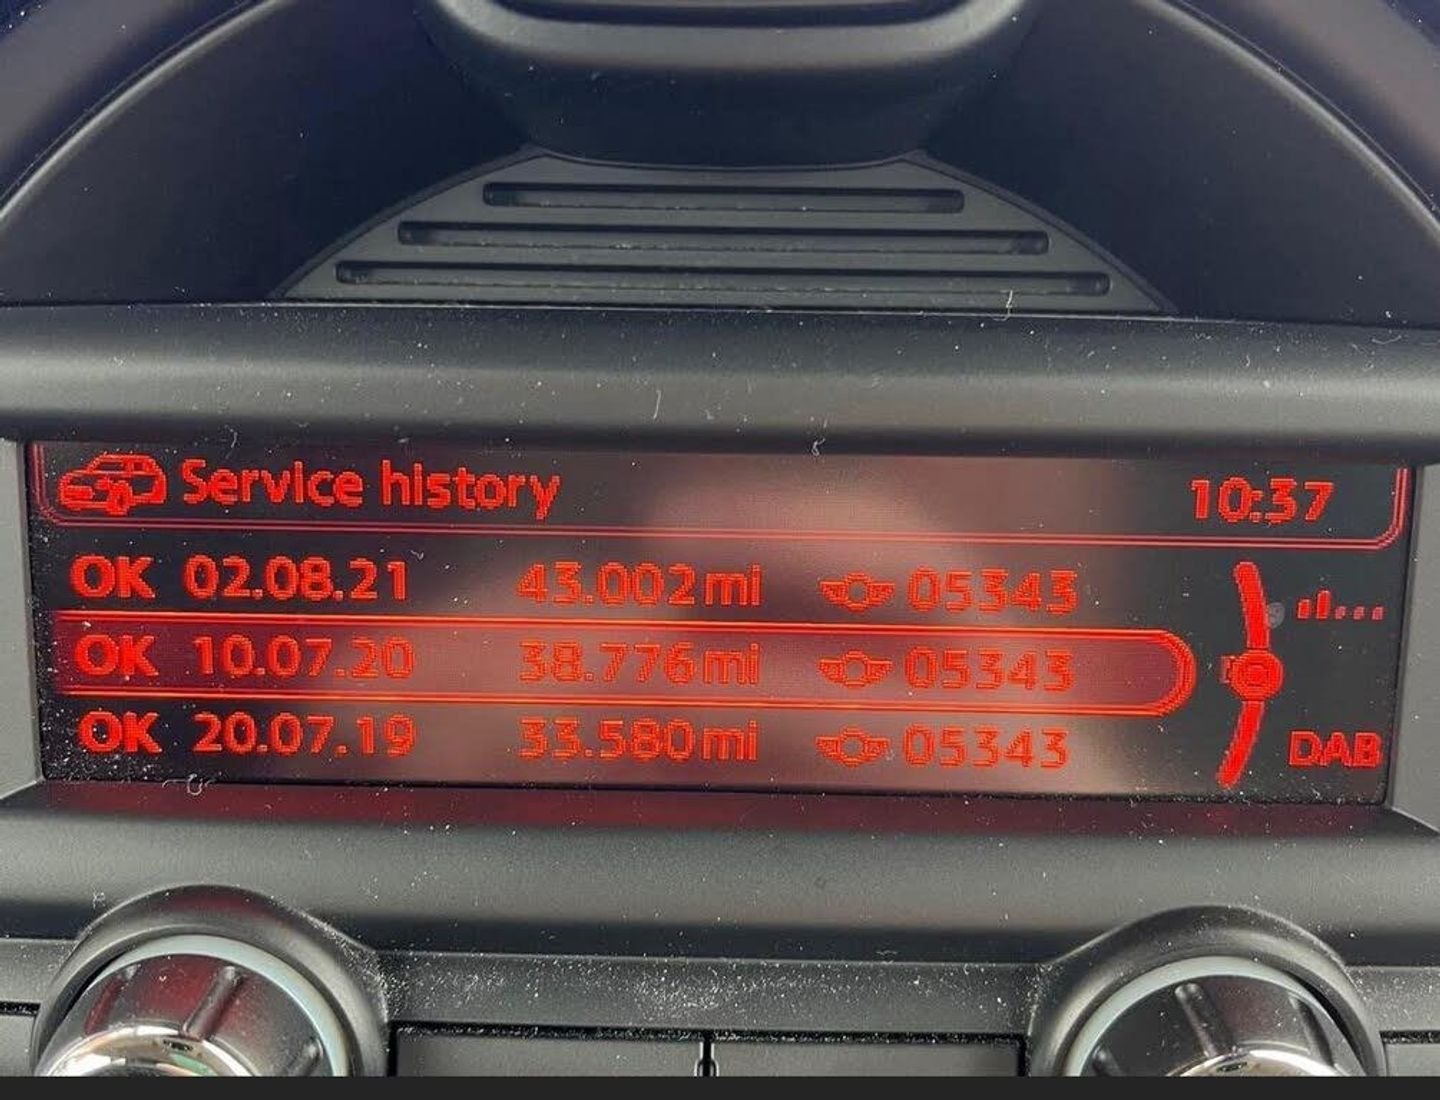 Service history 10:37
OK 02.08.21 43.002mi 05343
OK 10.07.20 38.776mi 05343
OK 20.07.19 33.580mi 05343
DAB